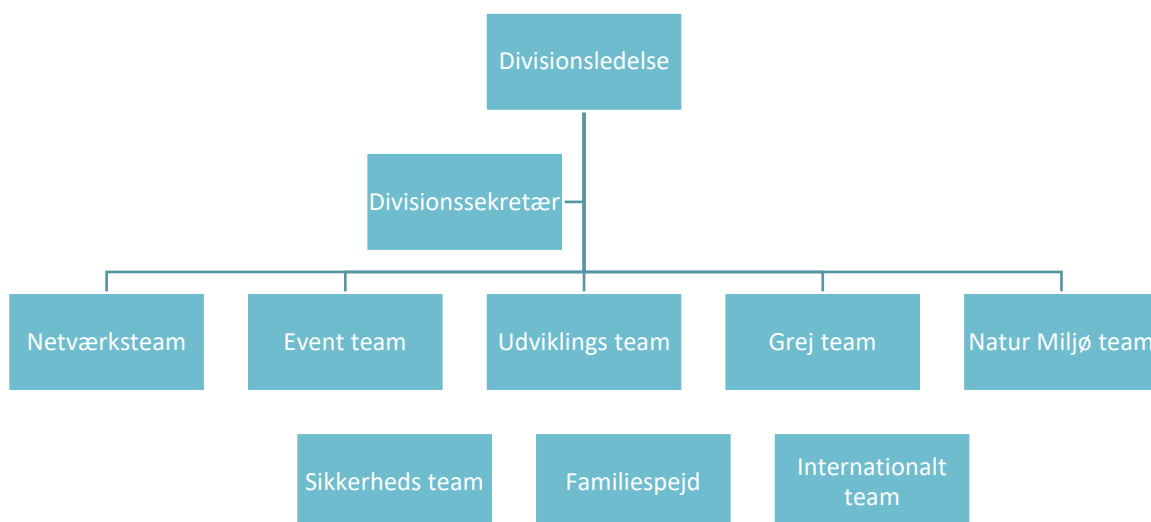 Divisionsledelse
Divisionssekretær
Netværksteam
Event team
Udviklings team
Grej team
Natur Miljø team
Sikkerheds team
Familiespejd
Internationalt
team